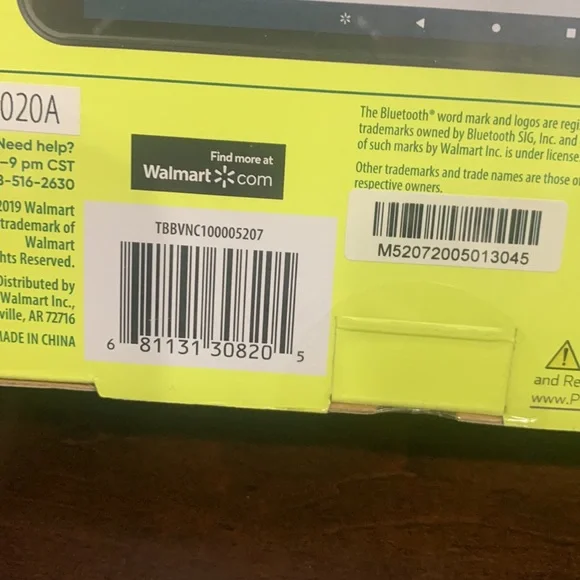 020A
Need help?
–9 pm CST
8-516-2630
2019 Walmart
trademark of
Walmart
hts Reserved.
Distributed by
Walmart Inc.,
ville, AR 72716
MADE IN CHINA
Find more at
Walmart com
TBBVNC100005207
6 81131 30820 5
The Bluetooth® word mark and logos are regi
trademarks owned by Bluetooth SIG, Inc. and
of such marks by Walmart Inc. is under license
Other trademarks and trade names are those of
respective owners.
M52072005013045
and Re
www.P